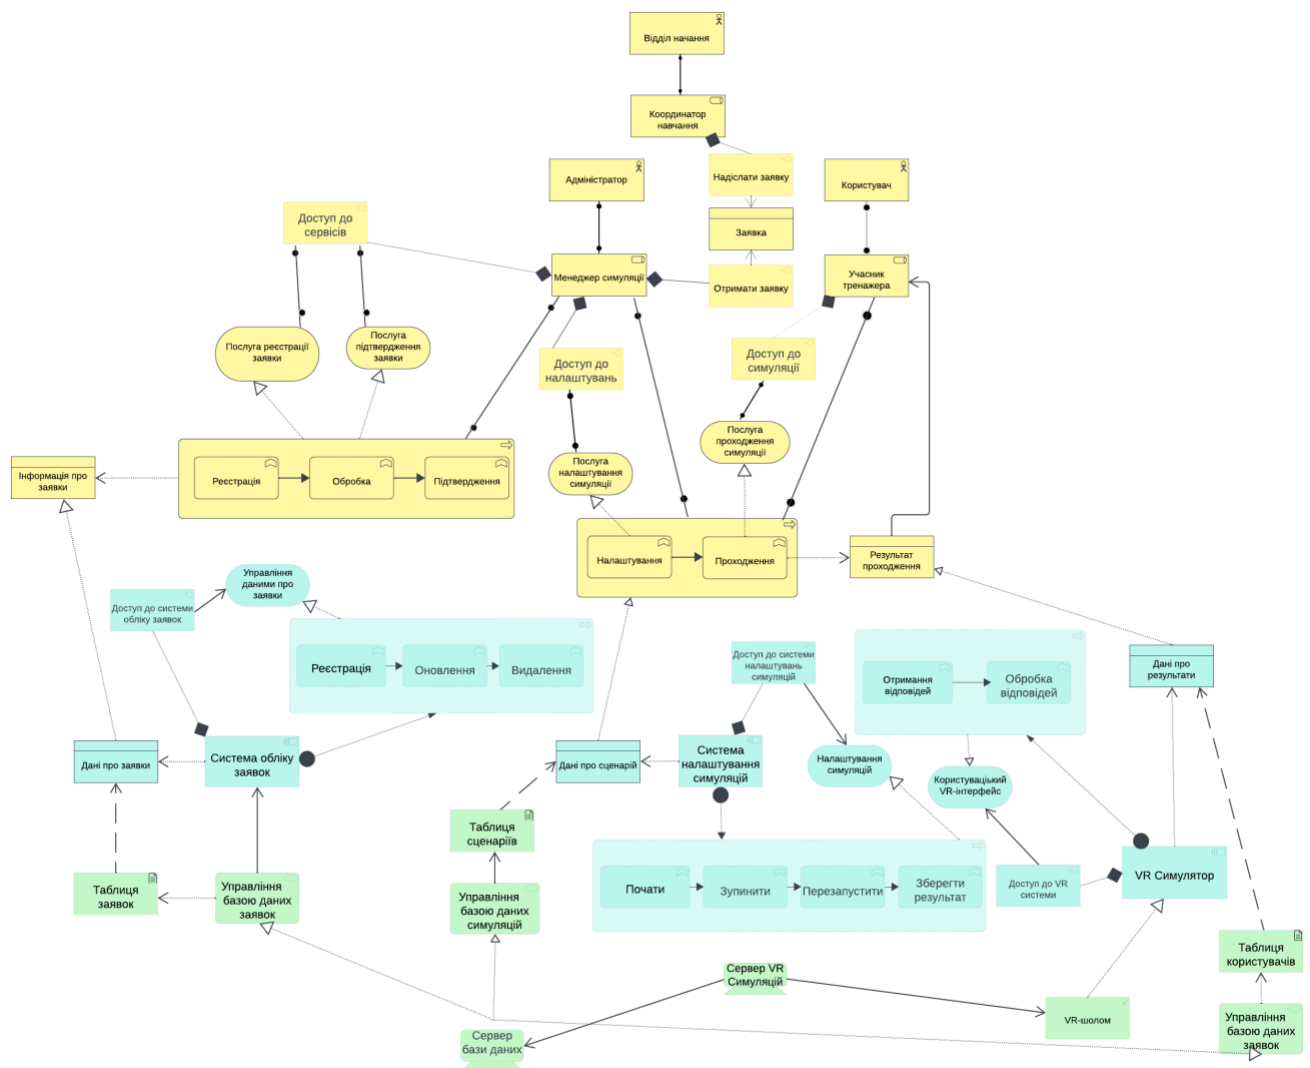 Відділ начання
Координатор
навчання
Надіслати заявку
Адміністратор
Користувач
Доступ до
сервісів
Заявка
Менеджер симуляції
Отримати заявку
Учасник
тренажера
Послуга реєстрації
заявки
Послуга
підтвердження
заявки
Доступ до
налаштувань
Доступ до
симуляції
Послуга
проходження
симуляції
Послуга
налаштування
симуляції
Інформація про
заявки
Реєстрація
Обробка
Підтвердження
Налаштування
Проходження
Результат
проходження
Управління
даними про
заявки
Доступ до системи
обліку заявок
Реєстрація
Оновлення
Видалення
Доступ до системи
налаштувань
симуляцій
Отримання
відповідей
Обробка
відповідей
Дані про
результати
Дані про заявки
Система обліку
заявок
Дані про сценарій
Система
налаштування
симуляцій
Налаштування
симуляцій
Користуваціький
VR-інтерфейс
Таблиця
сценаріїв
Таблиця
заявок
Управління
базою даних
заявок
Управління
базою даних
симуляцій
Почати
Зупинити
Перезапустити
Зберегти
результат
Доступ до VR
системи
VR Симулятор
Таблиця
користувачів
Сервер VR
Симуляцій
VR-шолом
Управління
базою даних
заявок
Сервер
бази даних